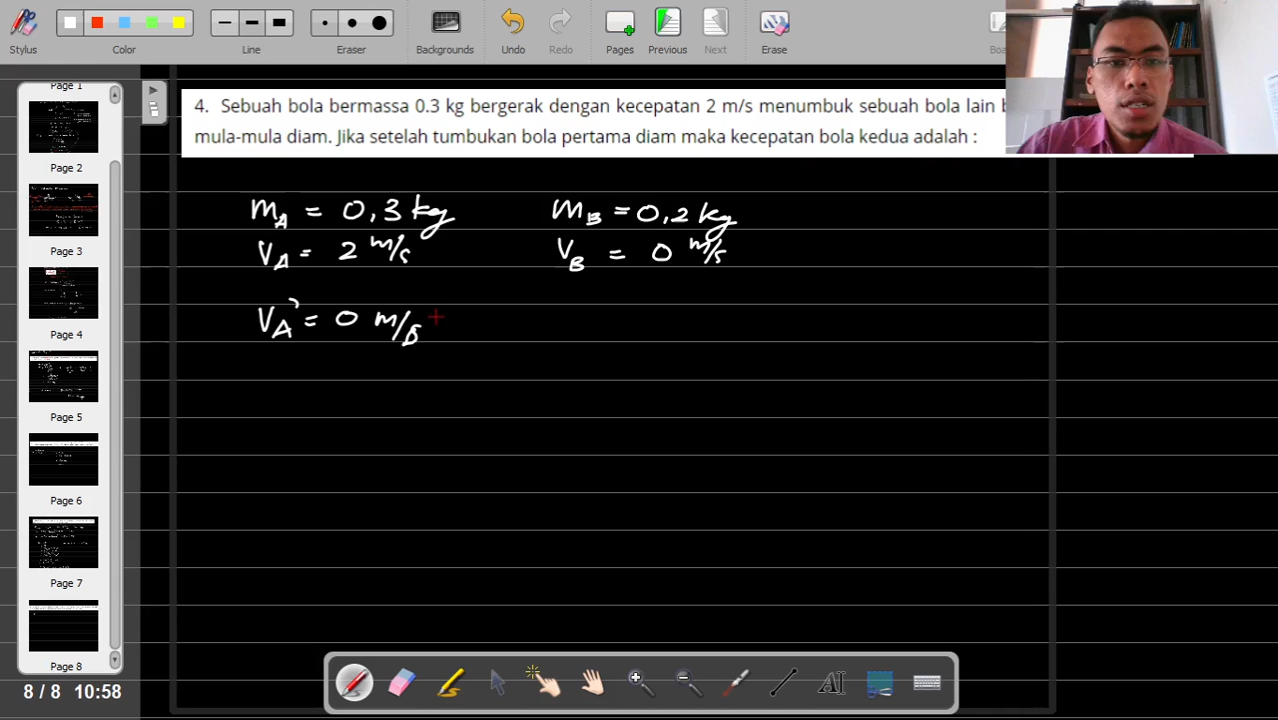 Stylus Color Line Eraser Backgrounds Undo Redo Pages Previous Next Erase
Page 1
Page 2
Page 3
Page 4
Page 5
Page 6
Page 7
Page 8
8 / 8 10:58
4. Sebuah bola bermassa 0.3 kg bergerak dengan kecepatan 2 m/s menumbuk sebuah bola lain
mula-mula diam. Jika setelah tumbukan bola pertama diam maka kecepatan bola kedua adalah :
mA = 0,3 kg mB = 0,2 kg
vA = 2 m/s vB = 0 m/s
vA' = 0 m/s